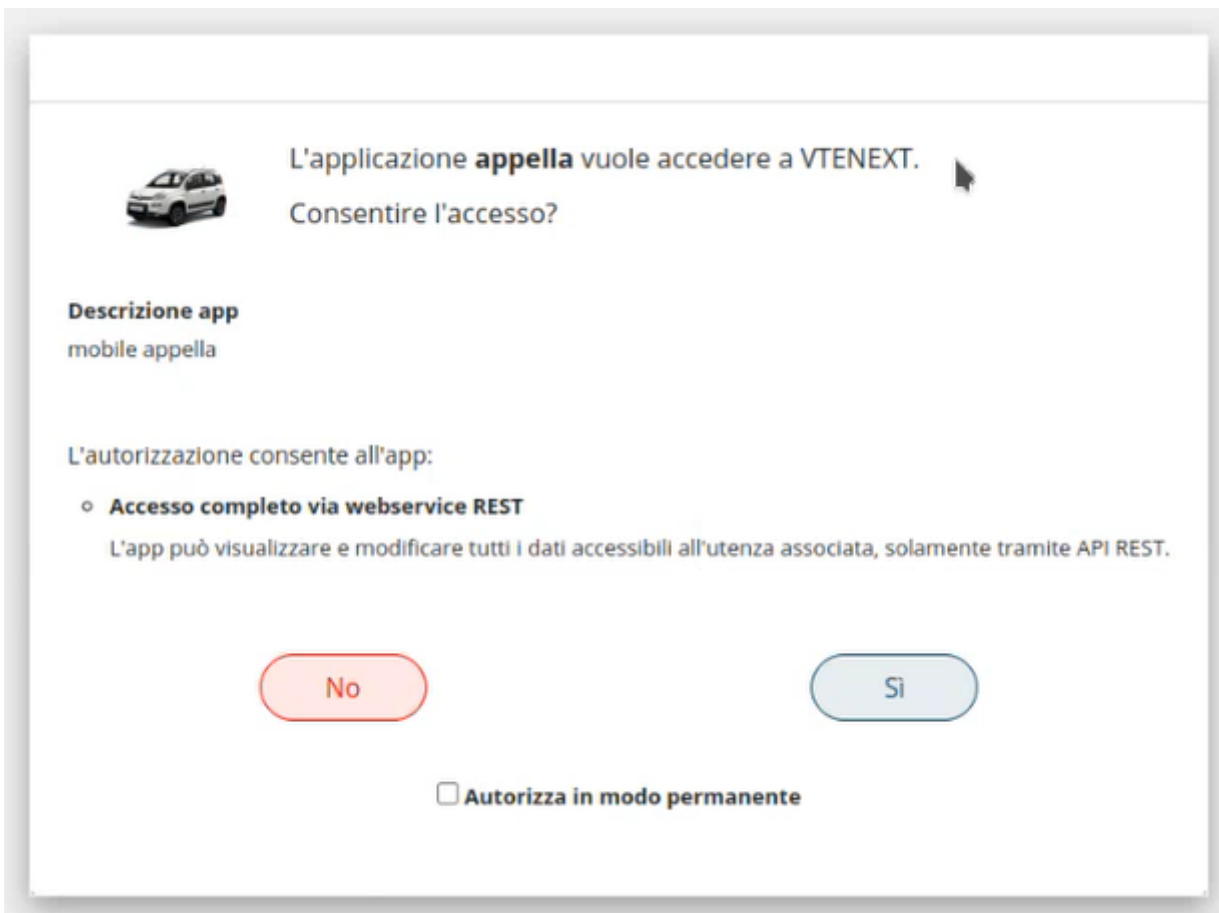 L'applicazione appella vuole accedere a VTENEXT.
Consentire l'accesso?
Descrizione app
mobile appella
L'autorizzazione consente all'app:
Accesso completo via webservice REST
L'app può visualizzare e modificare tutti i dati accessibili all'utenza associata, solamente tramite API REST.
No
Sì
Autorizza in modo permanente